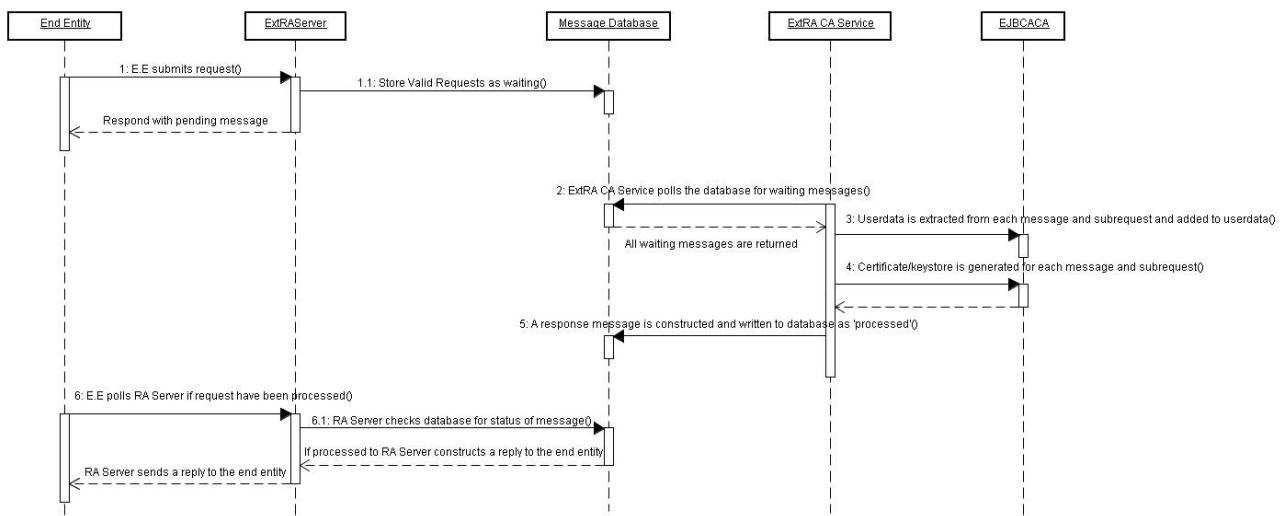 End Entity
ExtRAServer
Message Database
ExtRA CA Service
EJBCACA
1: E.E submits request()
1.1: Store Valid Requests as waiting()
Respond with pending message
2: ExtRA CA Service polls the database for waiting messages()
3: Userdata is extracted from each message and subrequest and added to userdata()
All waiting messages are returned
4: Certificate/keystore is generated for each message and subrequest()
5: A response message is constructed and written to database as 'processed'()
6: E.E polls RA Server if request have been processed()
6.1: RA Server checks database for status of message()
If processed to RA Server constructs a reply to the end entity
RA Server sends a reply to the end entity